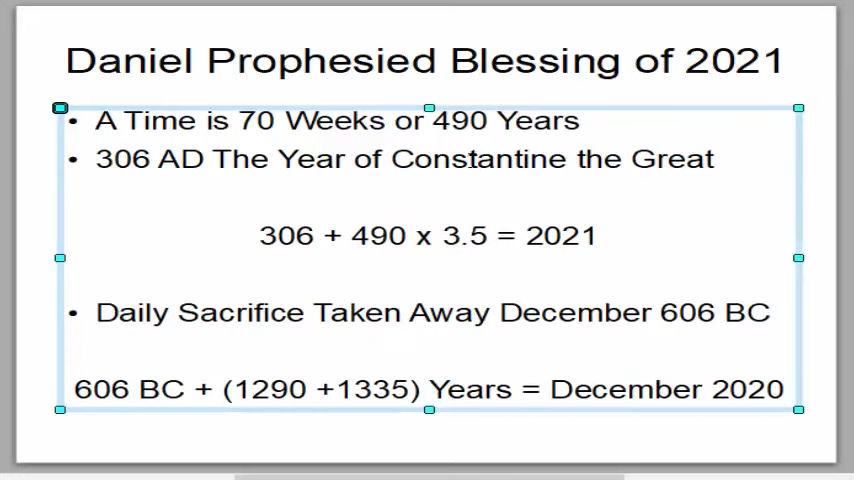 Daniel Prophesied Blessing of 2021
• A Time is 70 Weeks or 490 Years
• 306 AD The Year of Constantine the Great
306 + 490 x 3.5 = 2021
• Daily Sacrifice Taken Away December 606 BC
606 BC + (1290 +1335) Years = December 2020